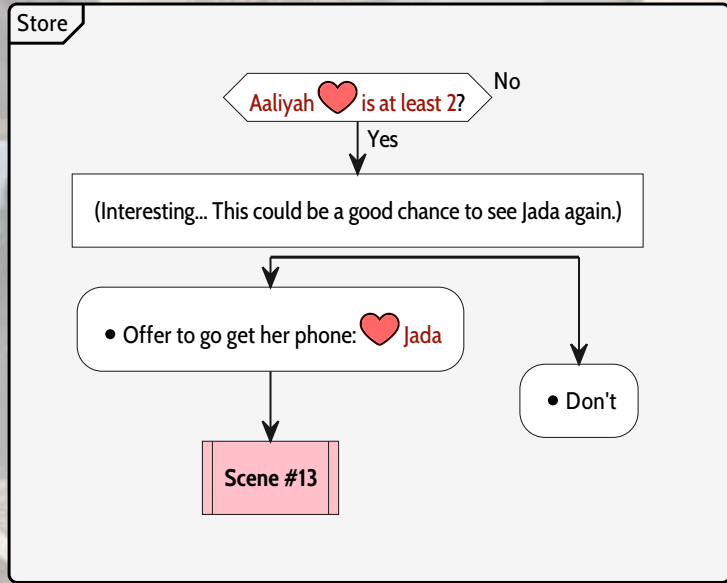 Store
Aaliyah is at least 2?
No
Yes
(Interesting... This could be a good chance to see Jada again.)
• Offer to go get her phone: Jada
• Don't
Scene #13